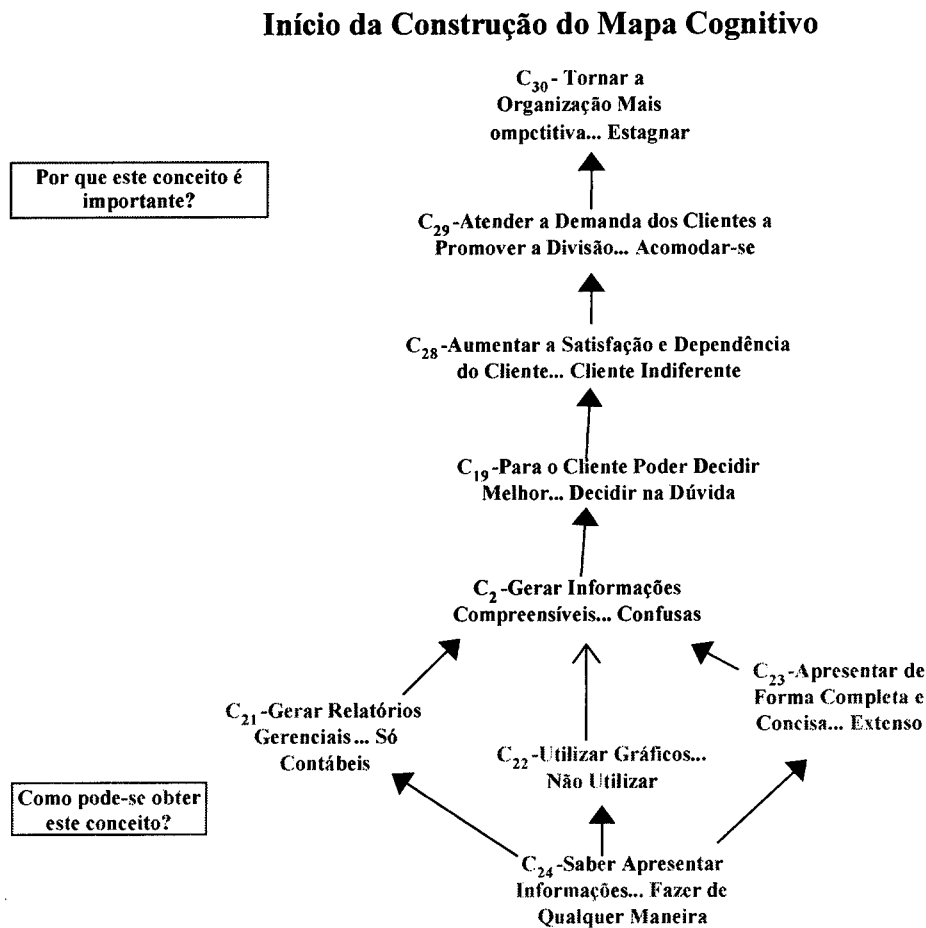 Início da Construção do Mapa Cognitivo
C30- Tornar a
Organização Mais
ompetitiva... Estagnar
Por que este conceito é
importante?
C29-Atender a Demanda dos Clientes a
Promover a Divisão... Acomodar-se
C28-Aumentar a Satisfação e Dependência
do Cliente... Cliente Indiferente
C19-Para o Cliente Poder Decidir
Melhor... Decidir na Dúvida
C2-Gerar Informações
Compreensíveis... Confusas
C23-Apresentar de
Forma Completa e
Concisa... Extenso
C21-Gerar Relatórios
Gerenciais... Só
Contábeis
C22-Utilizar Gráficos...
Não Utilizar
Como pode-se obter
este conceito?
C24-Saber Apresentar
Informações... Fazer de
Qualquer Maneira